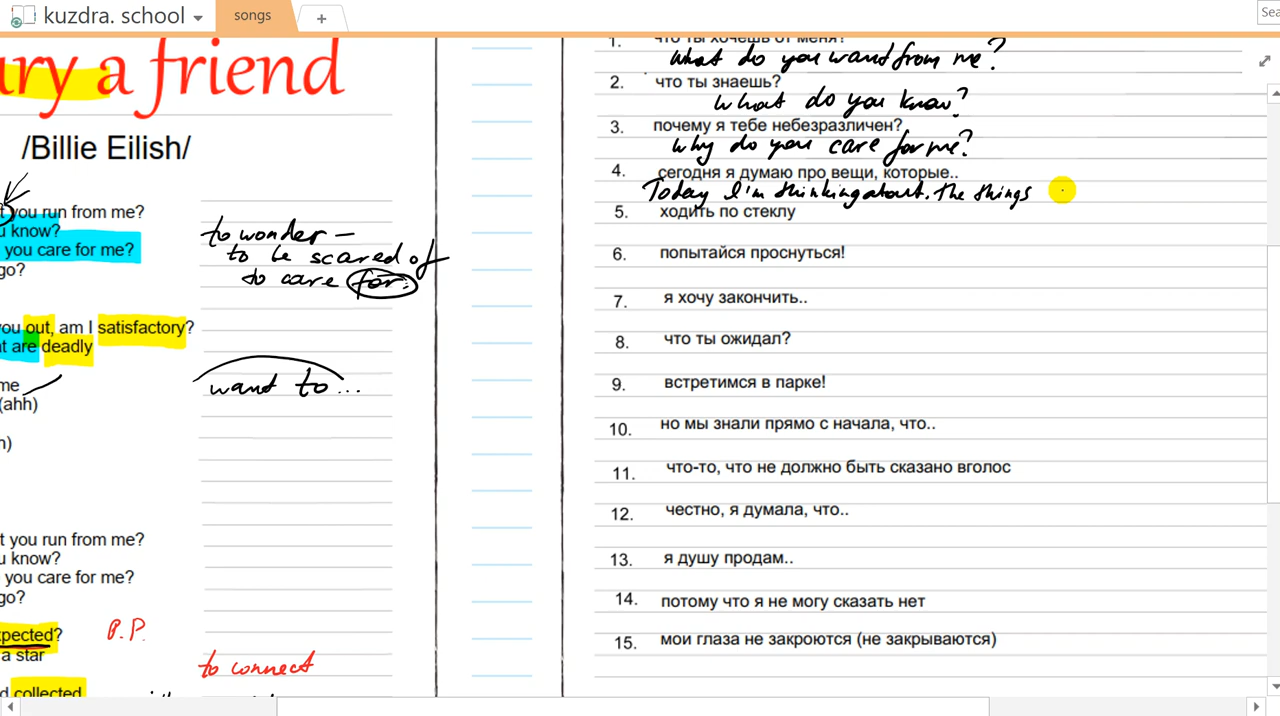 kuzdra. school
songs
+
Sea
ury a friend
/Billie Eilish/
t you run from me?
u know?
you care for me?
go?
you out, am I satisfactory?
at are deadly
me
(ahh)
n)
t you run from me?
u know?
you care for me?
go?
xpected?
a star
d collected
P.P.
to wonder –
to be scared of
to care for.
want to...
to connect
1. что ты хочешь от меня?
What do you want from me?
2. что ты знаешь?
What do you know?
3. почему я тебе небезразличен?
Why do you care for me?
4. сегодня я думаю про вещи, которые..
Today I'm thinking about. the things
5. ходить по стеклу
6. попытайся проснуться!
7. я хочу закончить..
8. что ты ожидал?
9. встретимся в парке!
10. но мы знали прямо с начала, что..
11. что-то, что не должно быть сказано вголос
12. честно, я думала, что..
13. я душу продам..
14. потому что я не могу сказать нет
15. мои глаза не закроются (не закрываются)